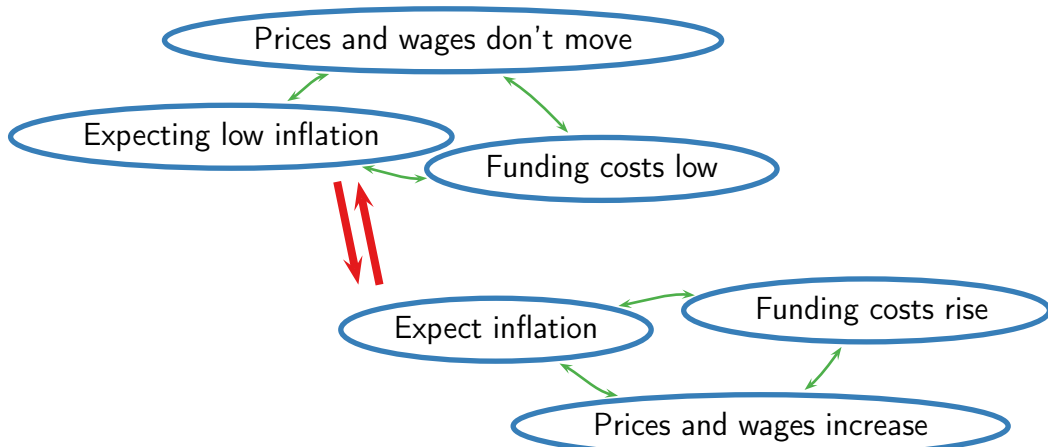 Prices and wages don't move
Expecting low inflation
Funding costs low
Funding costs rise
Expect inflation
Prices and wages increase